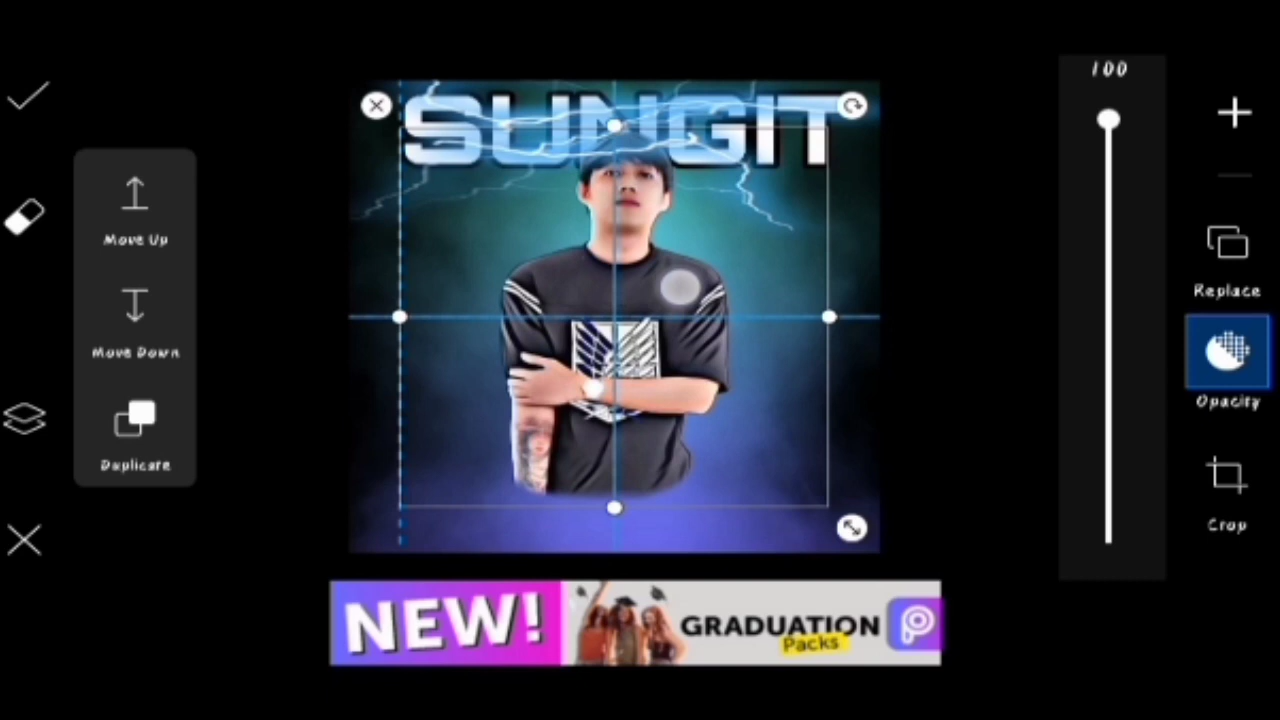 100
SUNGIT
Move Up
Move Down
Duplicate
Replace
Opacity
Crop
NEW!
GRADUATION
Packs